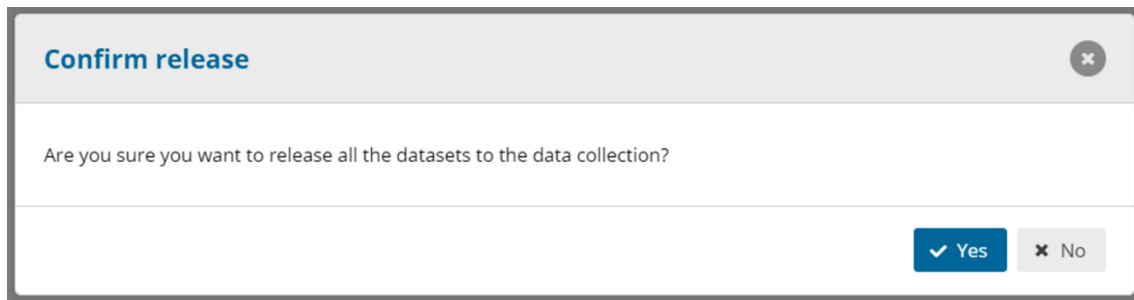 Confirm release
Are you sure you want to release all the datasets to the data collection?
Yes No